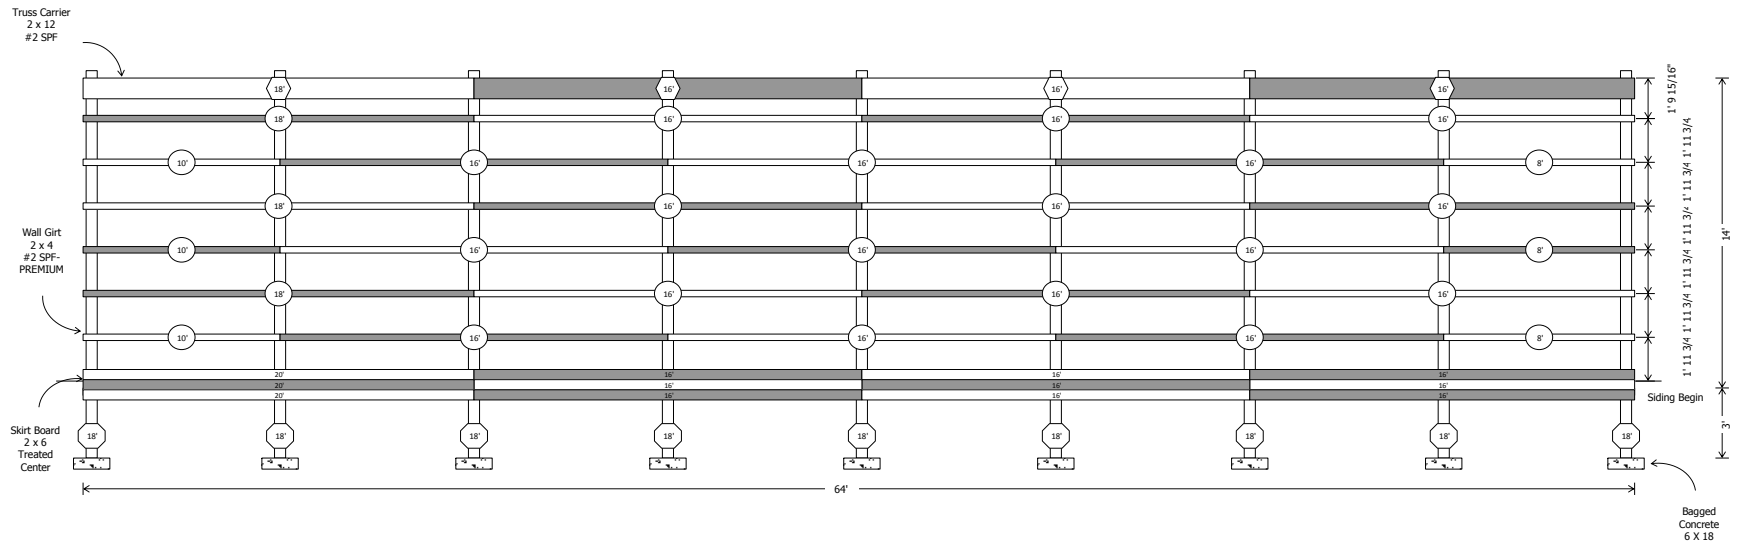 Truss Carrier
2 x 12
#2 SPF
18'
16'
16'
16'
1' 9 15/16"
18'
16'
16'
16'
1' 11 3/4
10'
16'
16'
16'
8'
1' 11 3/4
18'
16'
16'
16'
1' 11 3/4
14'
Wall Girt
2 x 4
#2 SPF-
PREMIUM
10'
16'
16'
16'
8'
1' 11 3/4
18'
16'
16'
16'
1' 11 3/4
10'
16'
16'
16'
8'
1' 11 3/4
20'
16'
16'
16'
20'
16'
16'
16'
20'
16'
16'
16'
Siding Begin
Skirt Board
2 x 6
Treated
Center
18'
18'
18'
18'
18'
18'
18'
18'
18'
3'
64'
Bagged
Concrete
6 X 18